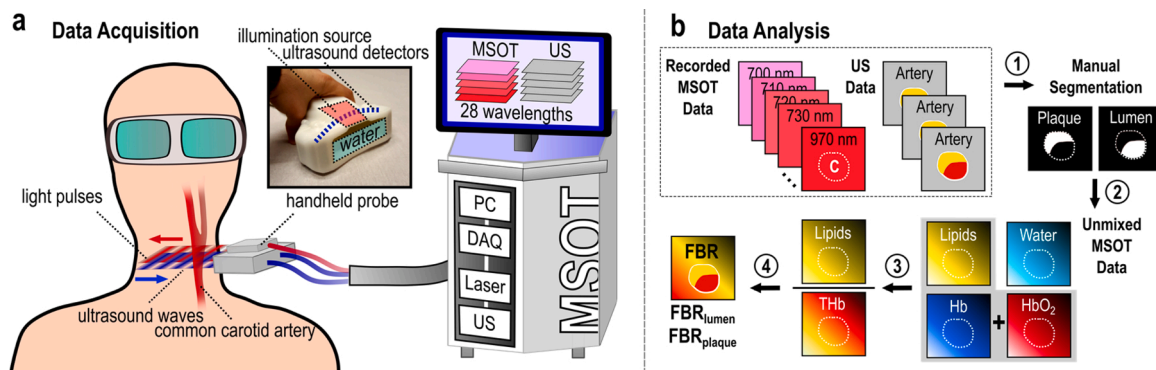 a
Data Acquisition
illumination source
ultrasound detectors
water
MSOT
US
28 wavelengths
light pulses
handheld probe
PC
DAQ
Laser
US
MSOT
ultrasound waves
common carotid artery
b
Data Analysis
Recorded
MSOT
Data
700 nm
710 nm
720 nm
730 nm
970 nm
C
US
Data
Artery
Artery
Artery
1
Manual
Segmentation
Plaque
Lumen
2
Unmixed
MSOT
Data
Lipids
Water
Hb
+
HbO2
3
Lipids
THb
4
FBR
FBRlumen
FBRplaque